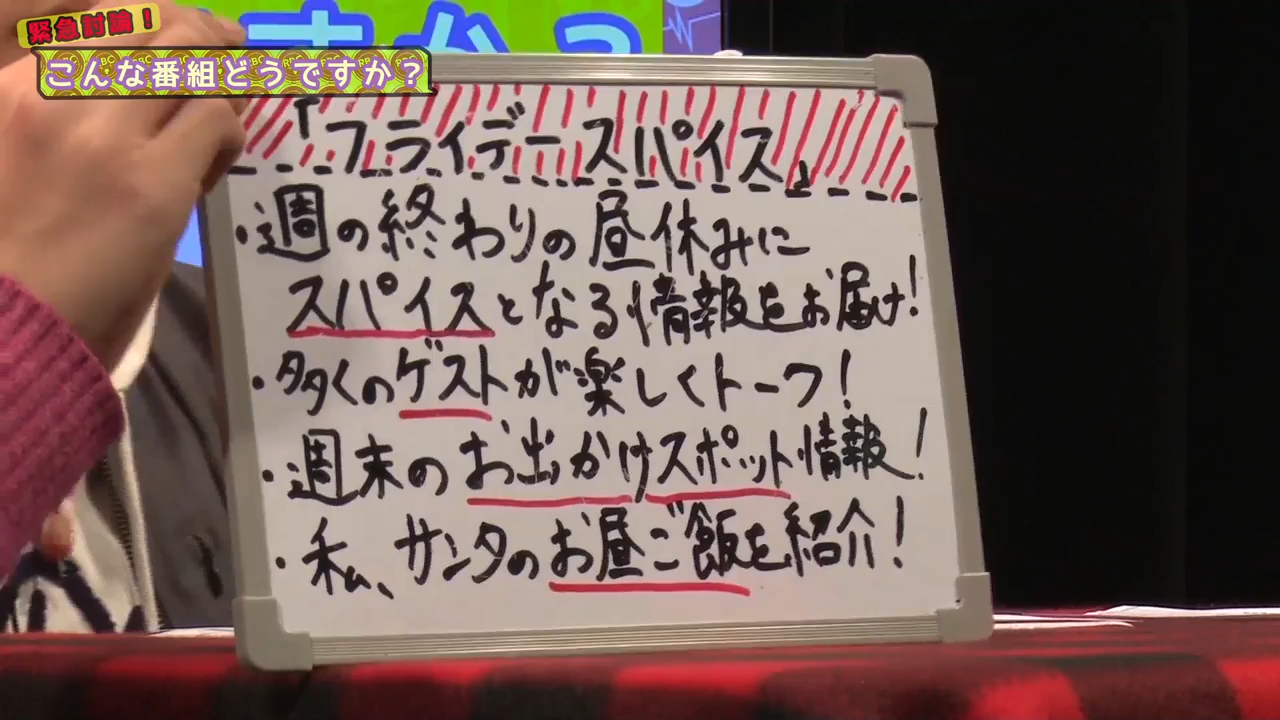 緊急討論！
こんな番組どうですか？
すか？
「フライデースパイス」
・週の終わりの昼休みに
スパイスとなる情報をお届け！
・多くのゲストが楽しくトーク！
・週末のお出かけスポット情報！
・私、サンタのお昼ご飯を紹介！